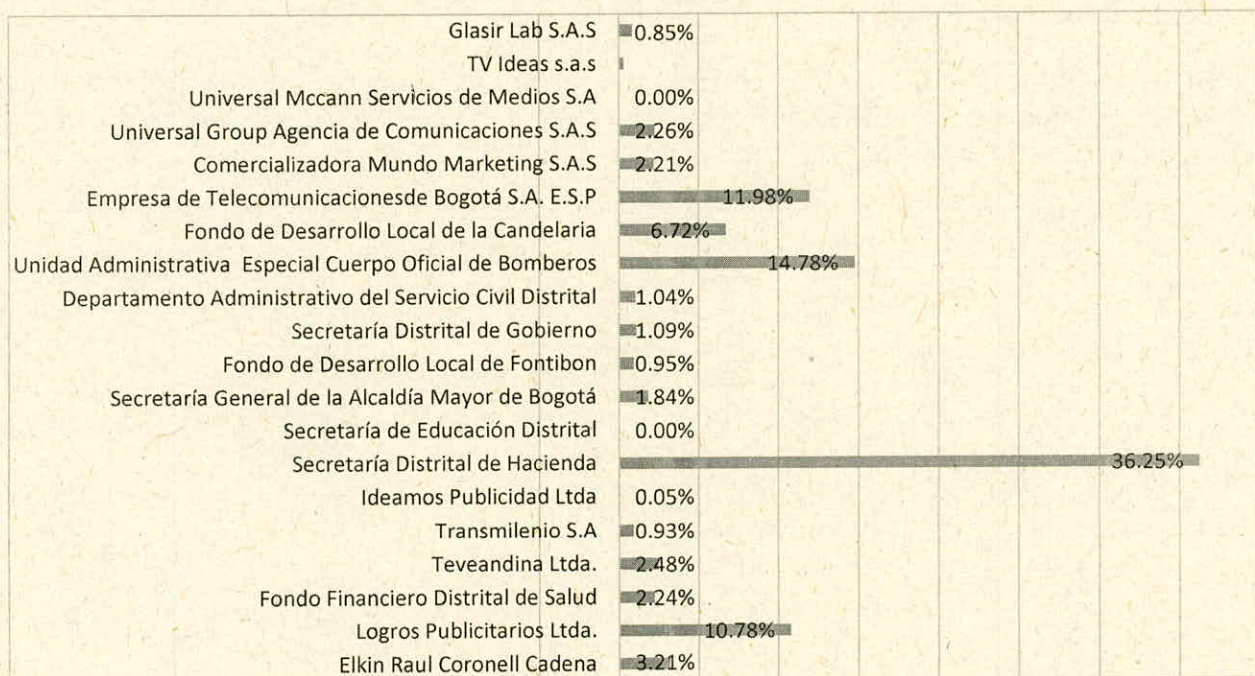 Glasir Lab S.A.S 0.85%
TV Ideas s.a.s
Universal Mccann Servicios de Medios S.A 0.00%
Universal Group Agencia de Comunicaciones S.A.S 2.26%
Comercializadora Mundo Marketing S.A.S 2.21%
Empresa de Telecomunicacionesde Bogotá S.A. E.S.P 11.98%
Fondo de Desarrollo Local de la Candelaria 6.72%
Unidad Administrativa Especial Cuerpo Oficial de Bomberos 14.78%
Departamento Administrativo del Servicio Civil Distrital 1.04%
Secretaría Distrital de Gobierno 1.09%
Fondo de Desarrollo Local de Fontibon 0.95%
Secretaría General de la Alcaldía Mayor de Bogotá 1.84%
Secretaría de Educación Distrital 0.00%
Secretaría Distrital de Hacienda 36.25%
Ideamos Publicidad Ltda 0.05%
Transmilenio S.A 0.93%
Teveandina Ltda. 2.48%
Fondo Financiero Distrital de Salud 2.24%
Logros Publicitarios Ltda. 10.78%
Elkin Raul Coronell Cadena 3.21%